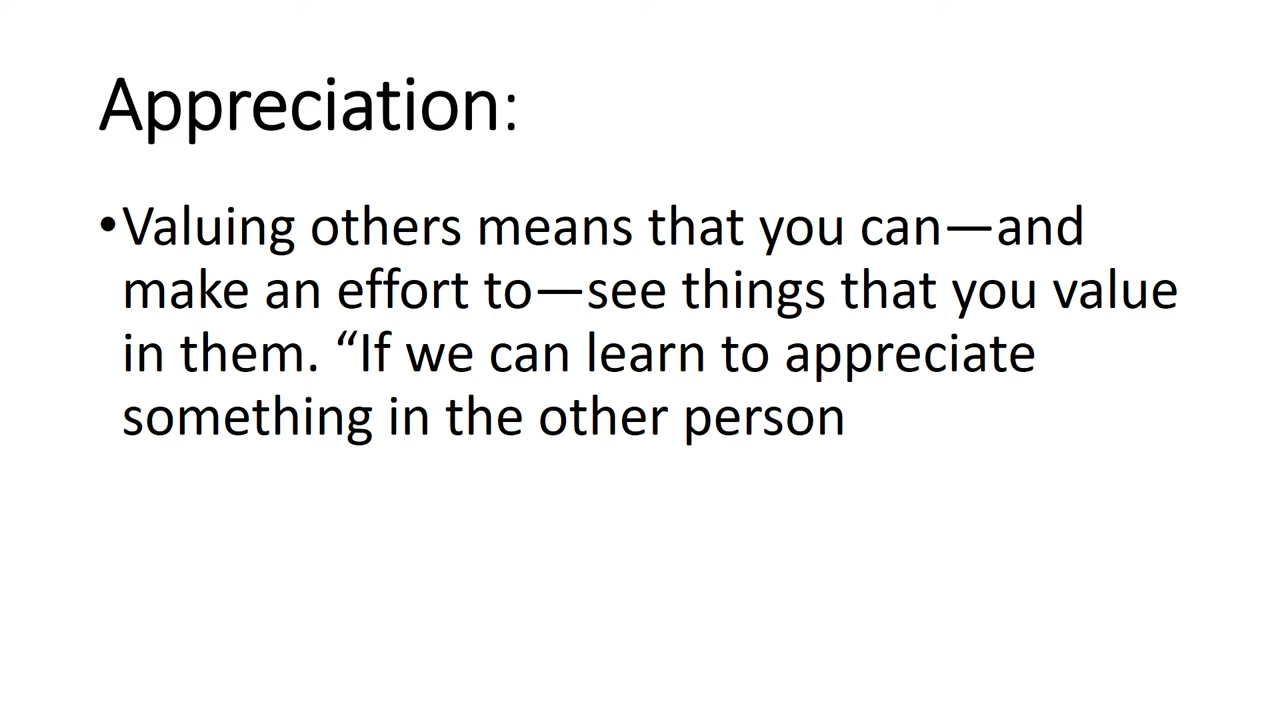 Appreciation:
•Valuing others means that you can—and
make an effort to—see things that you value
in them. “If we can learn to appreciate
something in the other person